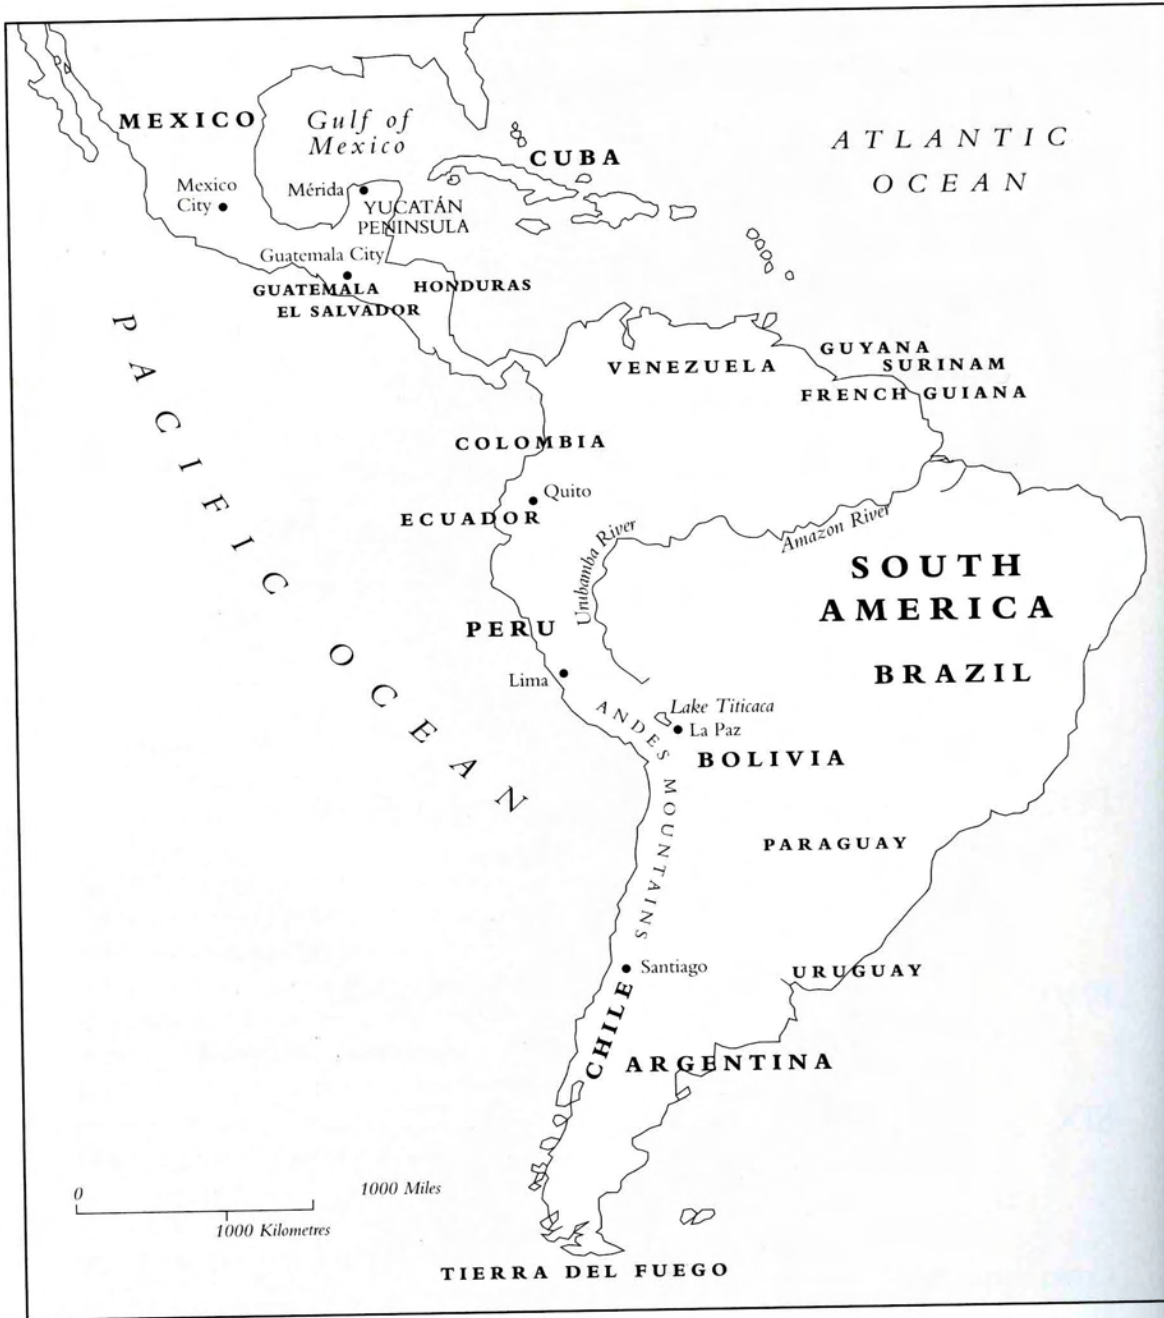 MEXICO
Gulf of
Mexico
ATLANTIC
OCEAN
CUBA
Mexico
City
Mérida
YUCATÁN
PENINSULA
Guatemala City
GUATEMALA
HONDURAS
EL SALVADOR
PACIFIC OCEAN
VENEZUELA
GUYANA
SURINAM
FRENCH GUIANA
COLOMBIA
Quito
ECUADOR
Urubamba River
Amazon River
SOUTH
AMERICA
PERU
BRAZIL
Lima
ANDES MOUNTAINS
Lake Titicaca
La Paz
BOLIVIA
PARAGUAY
Santiago
URUGUAY
CHILE
ARGENTINA
0
1000 Miles
1000 Kilometres
TIERRA DEL FUEGO